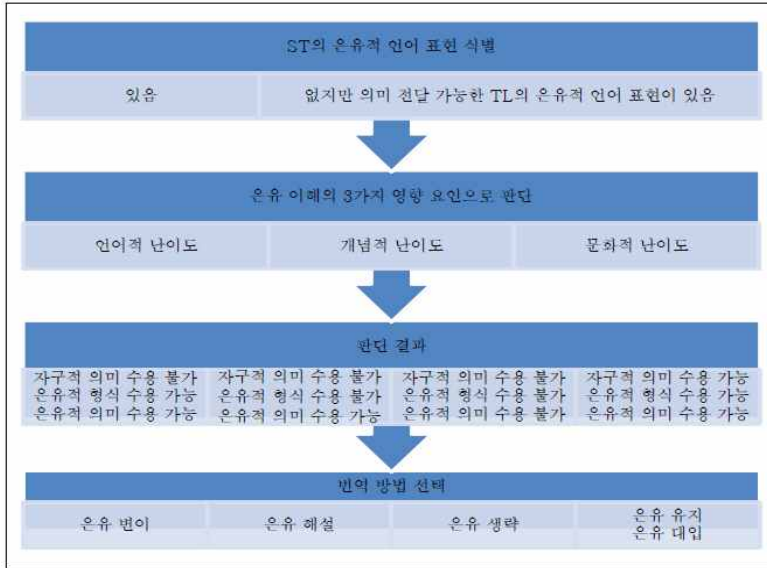 ST의 은유적 언어 표현 식별
있음
없지만 의미 전달 가능한 TL의 은유적 언어 표현이 있음
은유 이해의 3가지 영향 요인으로 판단
언어적 난이도
개념적 난이도
문화적 난이도
판단 결과
자구적 의미 수용 불가
은유적 형식 수용 가능
은유적 의미 수용 가능
자구적 의미 수용 불가
은유적 형식 수용 불가
은유적 의미 수용 가능
자구적 의미 수용 불가
은유적 형식 수용 불가
은유적 의미 수용 불가
자구적 의미 수용 가능
은유적 형식 수용 가능
은유적 의미 수용 가능
번역 방법 선택
은유 변이
은유 해설
은유 생략
은유 유지
은유 대입